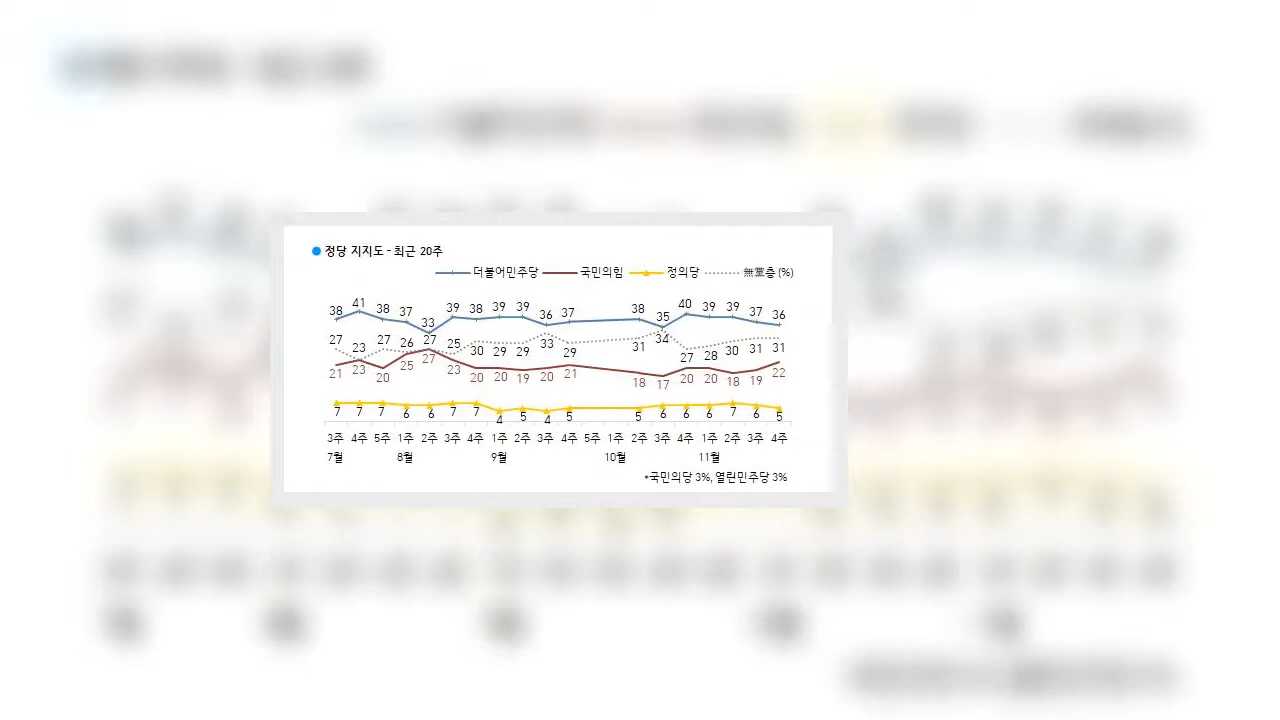 정당 지지도 - 최근 20주
더불어민주당 국민의힘 정의당 無黨층 (%)
38 41 38 37 33 39 38 39 39 36 37 38 35 40 39 39 37 36
27 23 27 26 27 25 30 29 29 33 29 31 34 27 28 30 31 31
21 23 20 25 27 23 20 20 19 20 21 18 17 20 20 18 19 22
7 7 7 6 6 7 7 4 5 4 5 5 6 6 6 7 6 5
3주 4주 5주 1주 2주 3주 4주 1주 2주 3주 4주 5주 1주 2주 3주 4주 1주 2주 3주 4주
7월 8월 9월 10월 11월
*국민의당 3%, 열린민주당 3%